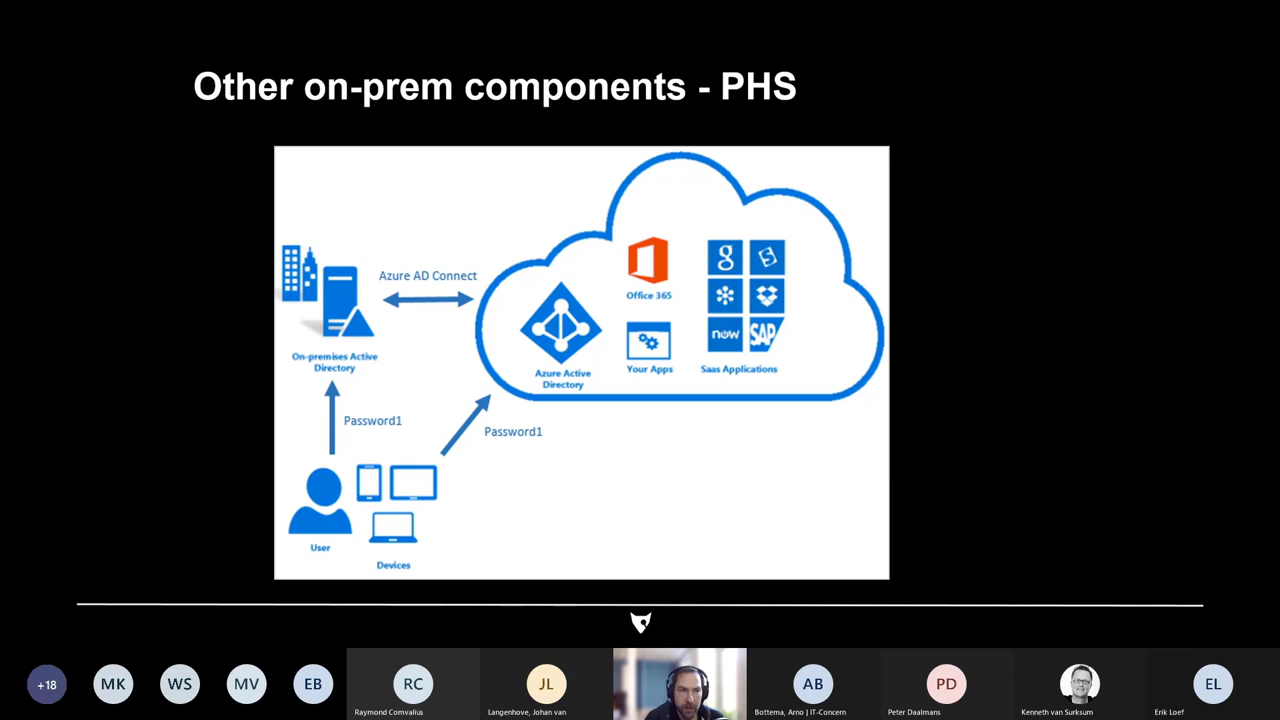 Other on-prem components - PHS
Azure AD Connect
Office 365
g
now
SAP
On-premises Active
Directory
Azure Active
Directory
Your Apps
Saas Applications
Password1
Password1
User
Devices
+18
MK
WS
MV
EB
RC
JL
AB
PD
EL
Raymond Comvalius
Langenhove, Johan van
Bottema, Arno | IT-Concern
Peter Daalmans
Kenneth van Surksum
Erik Loef